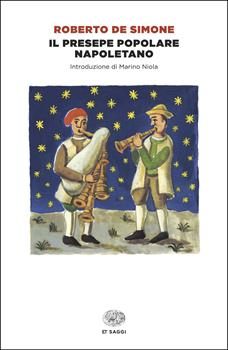 ROBERTO DE SIMONE
IL PRESEPE POPOLARE
NAPOLETANO
Introduzione di Marino Niola
ET SAGGI